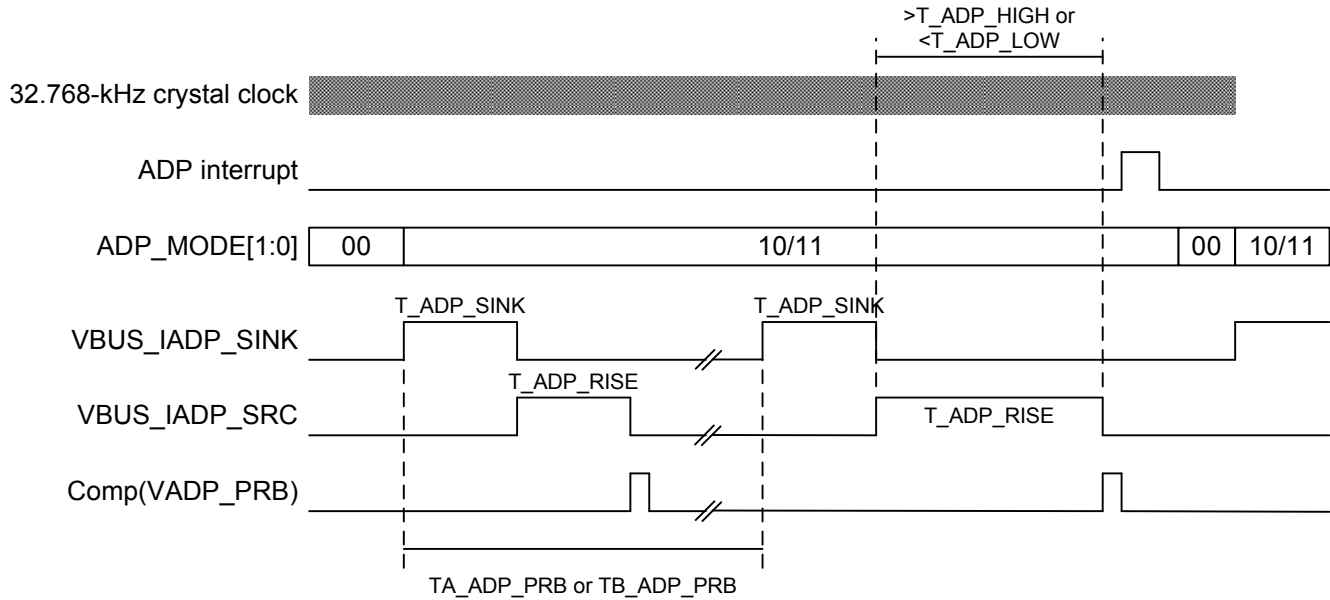 >T_ADP_HIGH or
<T_ADP_LOW
32.768-kHz crystal clock
ADP interrupt
ADP_MODE[1:0] 00 10/11 00 10/11
T_ADP_SINK T_ADP_SINK
VBUS_IADP_SINK
T_ADP_RISE
VBUS_IADP_SRC T_ADP_RISE
Comp(VADP_PRB)
TA_ADP_PRB or TB_ADP_PRB